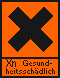 Xn Gesund-
heitsschädlich